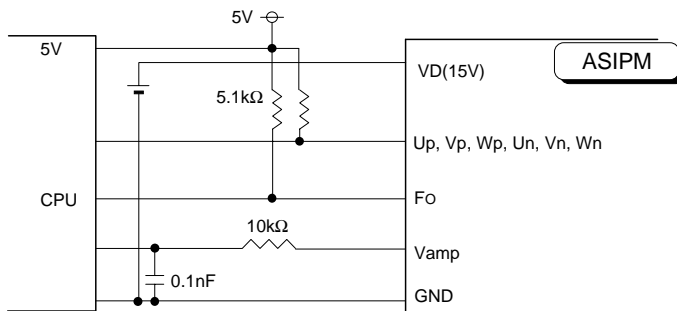 5V
5V
ASIPM
VD(15V)
5.1kΩ
Up, Vp, Wp, Un, Vn, Wn
CPU
FO
10kΩ
Vamp
0.1nF
GND